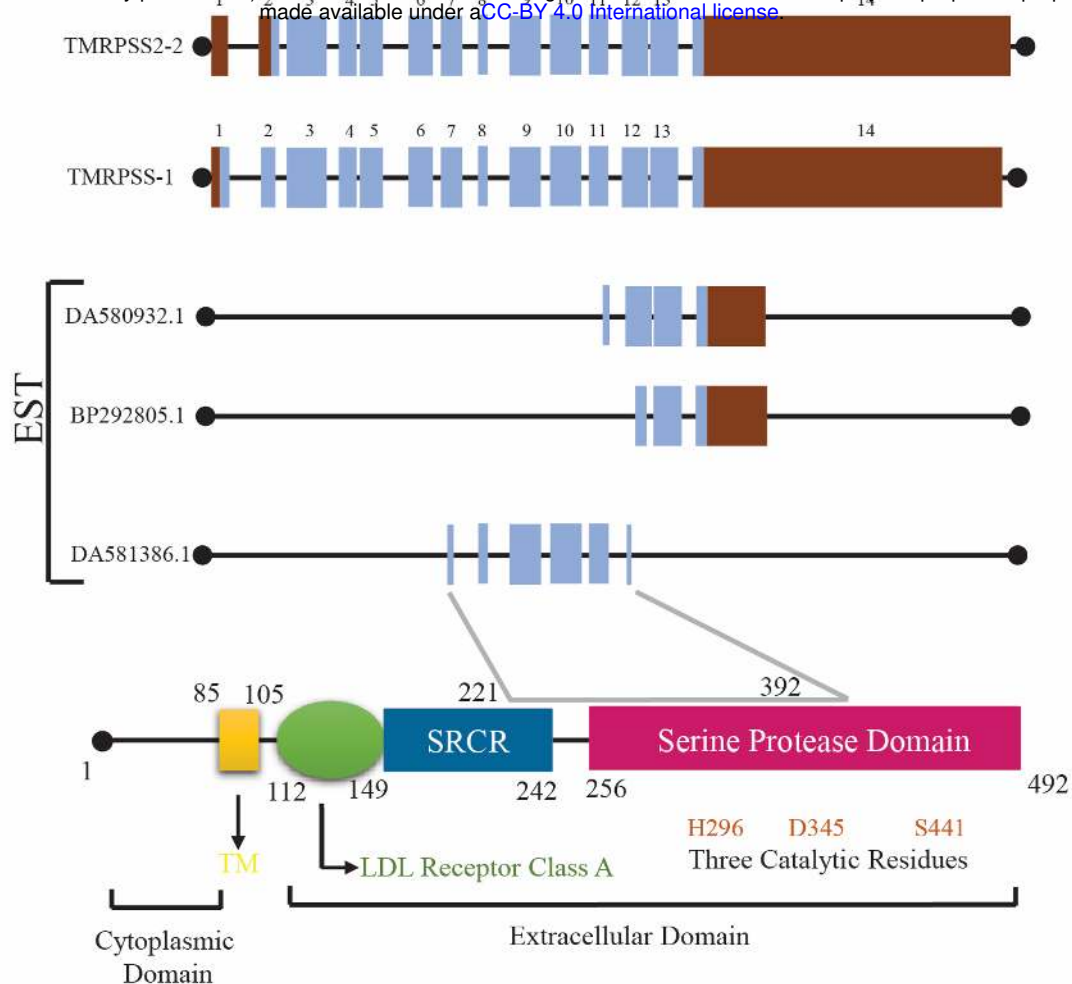 made available under aCC-BY 4.0 International license.
14
TMRPSS2-2
1 2 3 4 5 6 7 8 9 10 11 12 13 14
TMRPSS-1
EST
DA580932.1
BP292805.1
DA581386.1
85 105 221 392
SRCR Serine Protease Domain
1 112 149 242 256 492
H296 D345 S441
TM LDL Receptor Class A Three Catalytic Residues
Cytoplasmic
Domain
Extracellular Domain